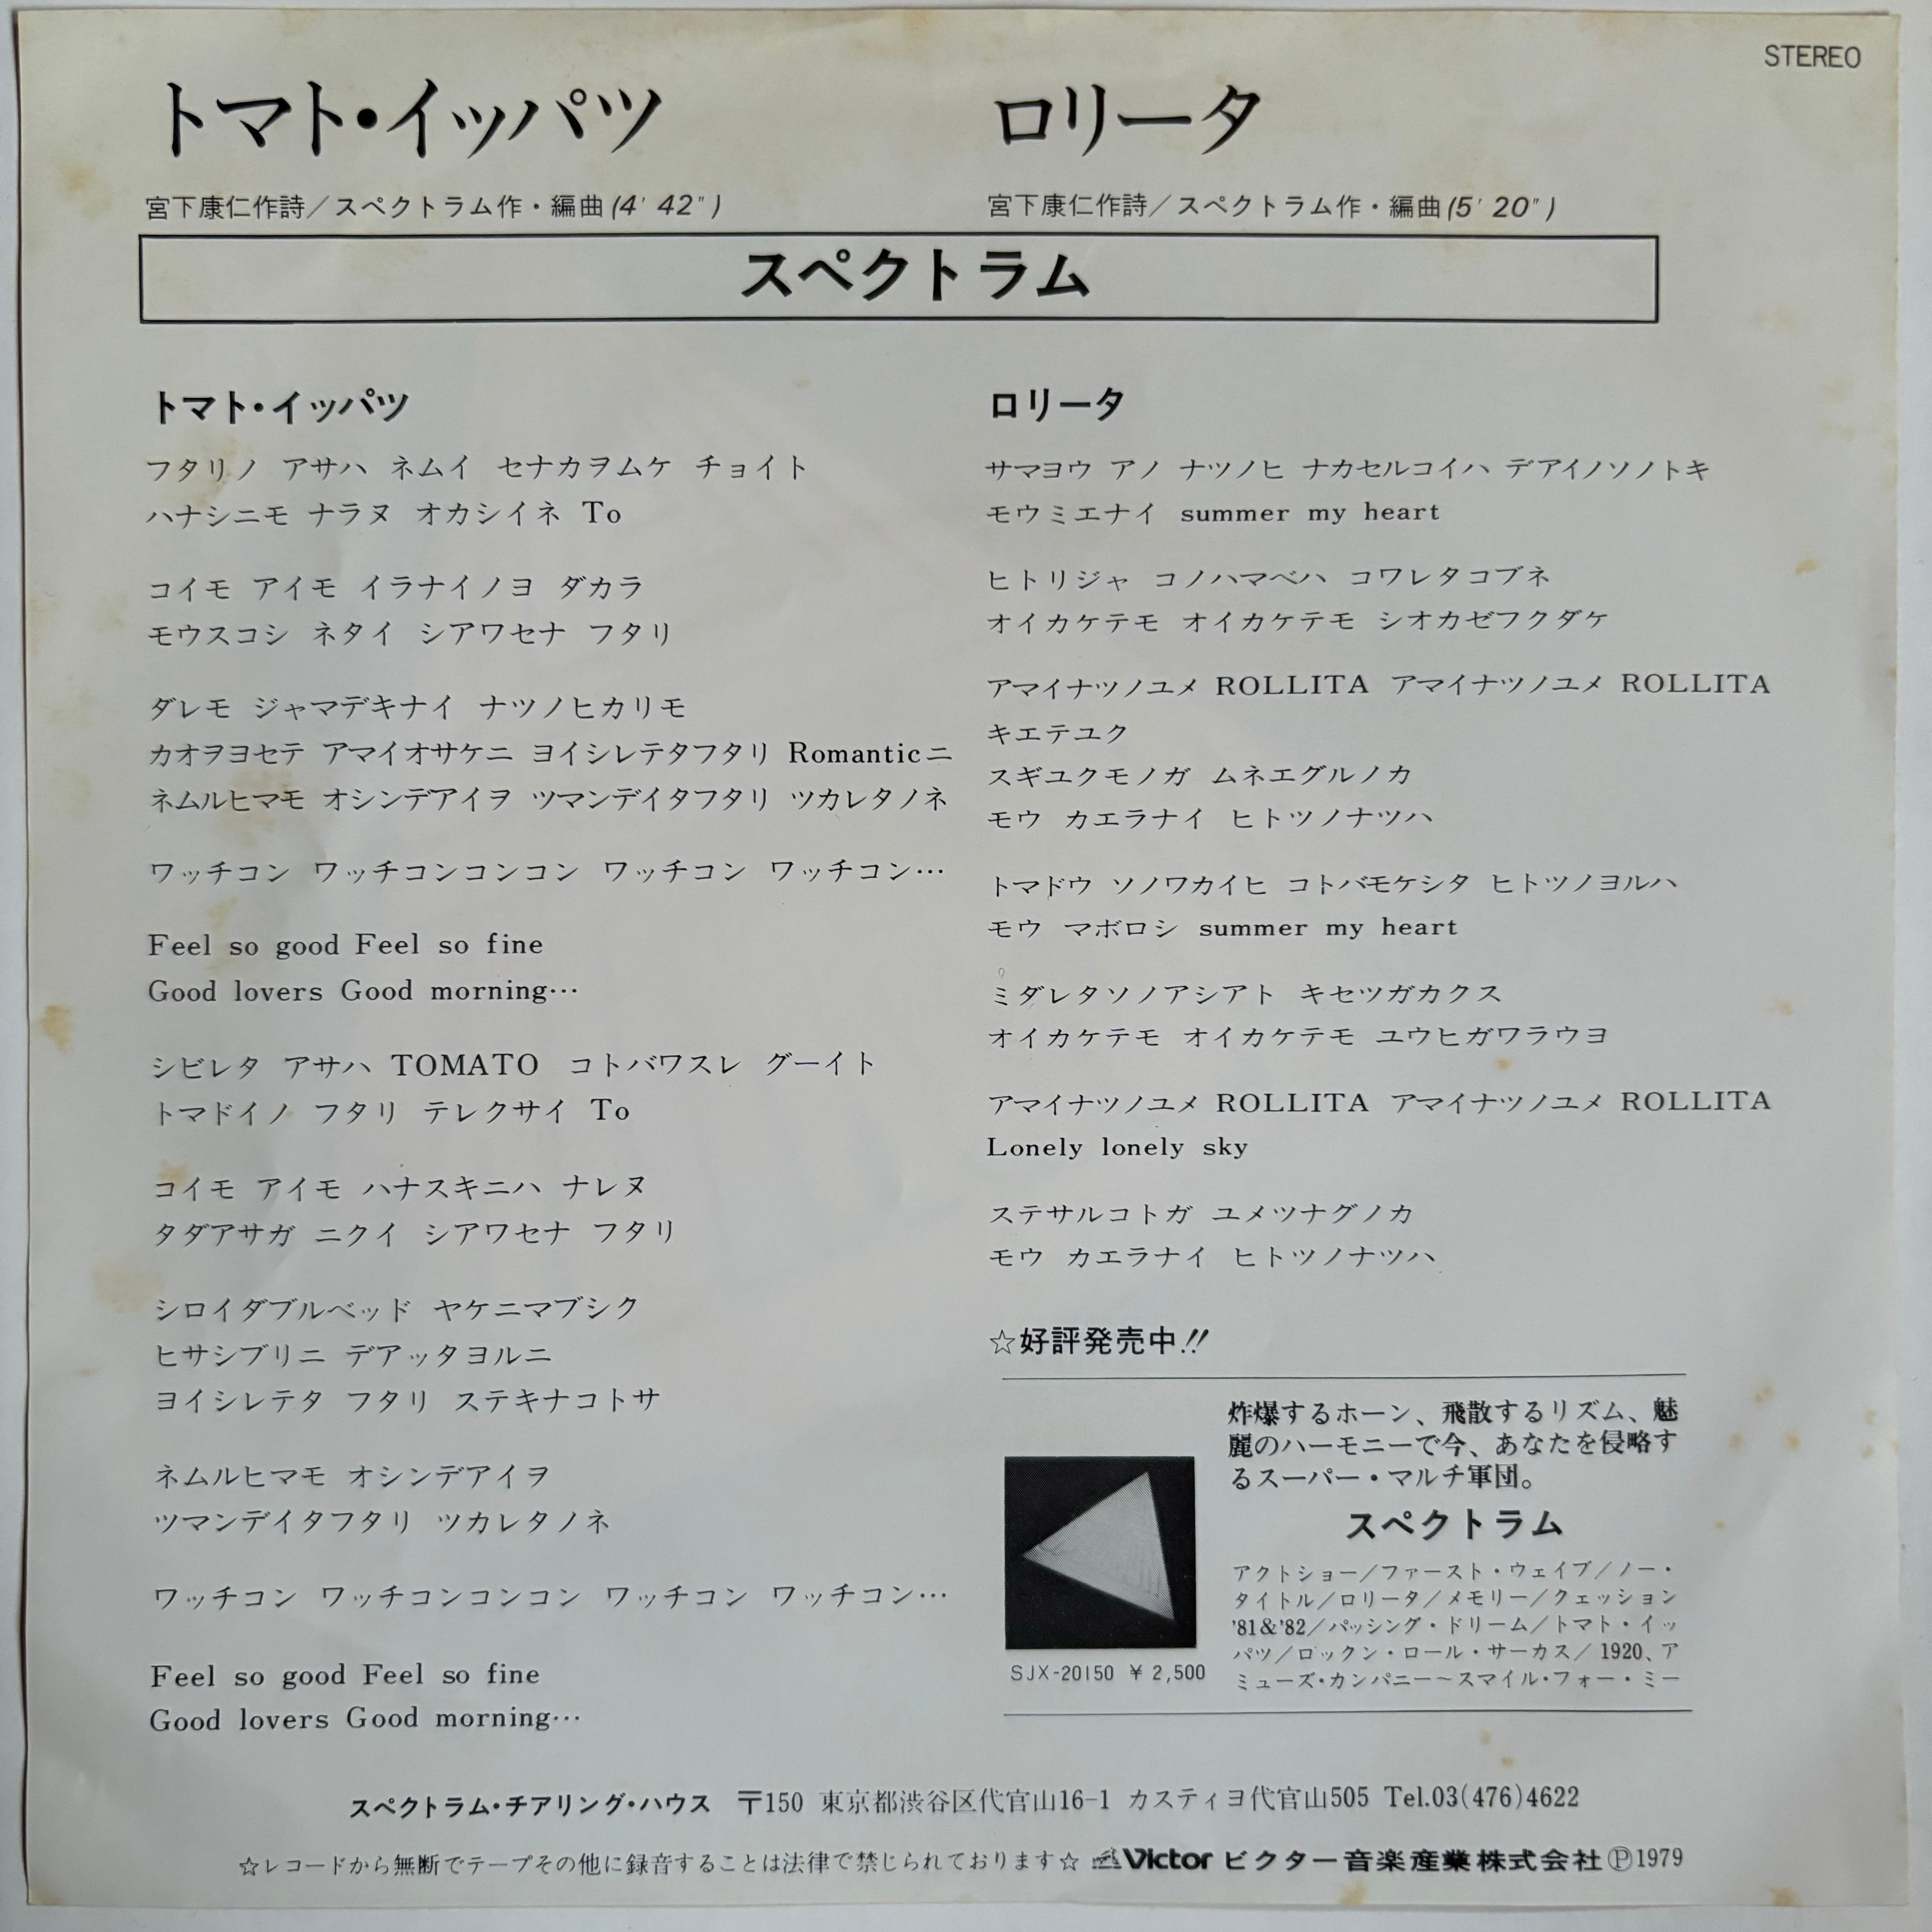 STEREO
トマト・イッパツ
宮下康仁作詩／スペクトラム作・編曲(4′42″)
ロリータ
宮下康仁作詩／スペクトラム作・編曲(5′20″)
スペクトラム
トマト・イッパツ
フタリノ アサハ ネムイ セナカヲムケ チョイト
ハナシニモ ナラヌ オカシイネ To
コイモ アイモ イラナイノヨ ダカラ
モウスコシ ネタイ シアワセナ フタリ
ダレモ ジャマデキナイ ナツノヒカリモ
カオヲヨセテ アマイオサケニ ヨイシレテタフタリ Romanticニ
ネムルヒマモ オシンデアイヲ ツマンデイタフタリ ツカレタノネ
ワッチコン ワッチコンコンコン ワッチコン ワッチコン…
Feel so good Feel so fine
Good lovers Good morning…
シビレタ アサハ TOMATO コトバワスレ グーイト
トマドイノ フタリ テレクサイ To
コイモ アイモ ハナスキニハ ナレヌ
タダアサガ ニクイ シアワセナ フタリ
シロイダブルベッド ヤケニマブシク
ヒサシブリニ デアッタヨルニ
ヨイシレテタ フタリ ステキナコトサ
ネムルヒマモ オシンデアイヲ
ツマンデイタフタリ ツカレタノネ
ワッチコン ワッチコンコンコン ワッチコン ワッチコン…
Feel so good Feel so fine
Good lovers Good morning…
ロリータ
サマヨウ アノ ナツノヒ ナカセルコイハ デアイノソノトキ
モウミエナイ summer my heart
ヒトリジャ コノハマベハ コワレタコブネ
オイカケテモ オイカケテモ シオカゼフクダケ
アマイナツノユメ ROLLITA アマイナツノユメ ROLLITA
キエテユク
スギユクモノガ ムネエグルノカ
モウ カエラナイ ヒトツノナツハ
トマドウ ソノワカイヒ コトバモケシタ ヒトツノヨルハ
モウ マボロシ summer my heart
ミダレタソノアシアト キセツガカクス
オイカケテモ オイカケテモ ユウヒガワラウヨ
アマイナツノユメ ROLLITA アマイナツノユメ ROLLITA
Lonely lonely sky
ステサルコトガ ユメツナグノカ
モウ カエラナイ ヒトツノナツハ
☆好評発売中!!
炸爆するホーン、飛散するリズム、魅
麗のハーモニーで今、あなたを侵略す
るスーパー・マルチ軍団。
スペクトラム
アクトショー／ファースト・ウェイブ／ノー・
タイトル／ロリータ／メモリー／クェッション
'81&'82／パッシング・ドリーム／トマト・イッ
パツ／ロックン・ロール・サーカス／1920、ア
ミューズ・カンパニー～スマイル・フォー・ミー
SJX-20150 ¥2,500
スペクトラム・チアリング・ハウス 〒150 東京都渋谷区代官山16-1 カスティヨ代官山505 Tel.03(476)4622
☆レコードから無断でテープその他に録音することは法律で禁じられております☆ Victor ビクター音楽産業株式会社 Ⓟ1979